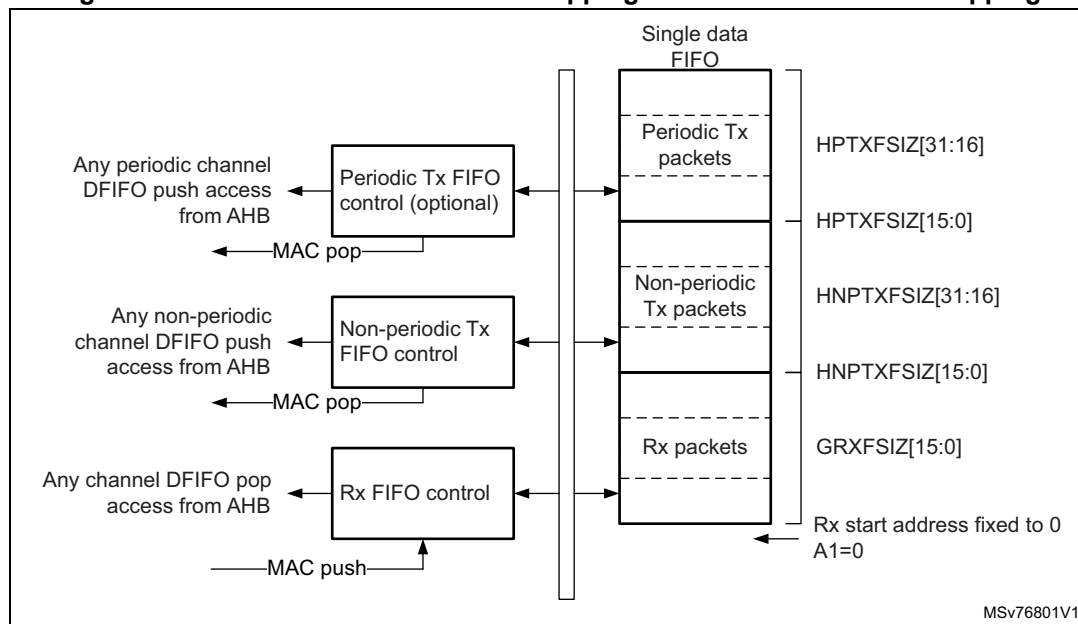 Single data
FIFO
Periodic Tx
packets
HPTXFSIZ[31:16]
Any periodic channel
DFIFO push access
from AHB
Periodic Tx FIFO
control (optional)
MAC pop
HPTXFSIZ[15:0]
Non-periodic
Tx packets
HNPTXFSIZ[31:16]
Any non-periodic
channel DFIFO push
access from AHB
Non-periodic Tx
FIFO control
MAC pop
HNPTXFSIZ[15:0]
Rx packets
GRXFSIZ[15:0]
Any channel DFIFO pop
access from AHB
Rx FIFO control
MAC push
Rx start address fixed to 0
A1=0
MSv76801V1